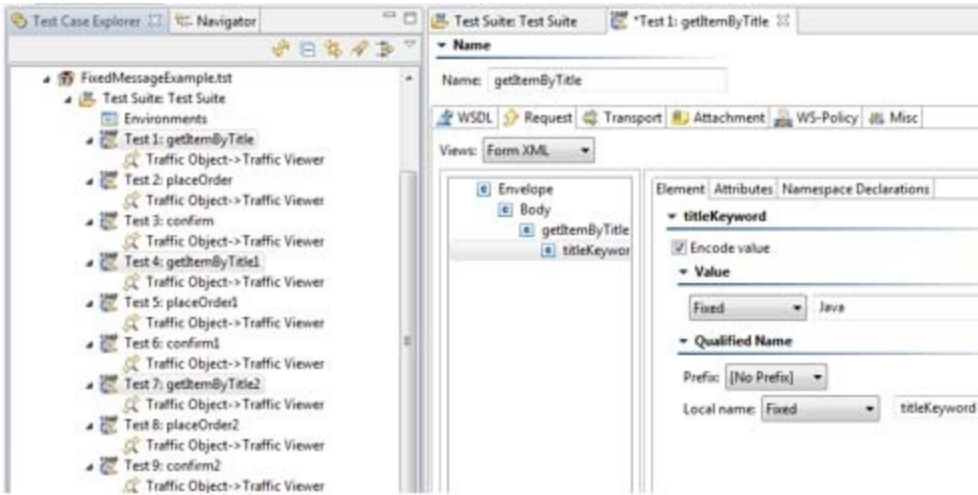 Test Case Explorer
Navigator
FixedMessageExample.tst
Test Suite: Test Suite
Environments
Test 1: getItemByTitle
Traffic Object->Traffic Viewer
Test 2: placeOrder
Traffic Object->Traffic Viewer
Test 3: confirm
Traffic Object->Traffic Viewer
Test 4: getItemByTitle1
Traffic Object->Traffic Viewer
Test 5: placeOrder1
Traffic Object->Traffic Viewer
Test 6: confirm1
Traffic Object->Traffic Viewer
Test 7: getItemByTitle2
Traffic Object->Traffic Viewer
Test 8: placeOrder2
Traffic Object->Traffic Viewer
Test 9: confirm2
Traffic Object->Traffic Viewer
Test Suite: Test Suite
*Test 1: getItemByTitle
Name
Name: getItemByTitle
WSDL Request Transport Attachment WS-Policy Misc
Views: Form XML
Envelope
Body
getItemByTitle
titleKeywor
Element Attributes Namespace Declarations
titleKeyword
Encode value
Value
Fixed Java
Qualified Name
Prefix: [No Prefix]
Local name: Fixed titleKeyword